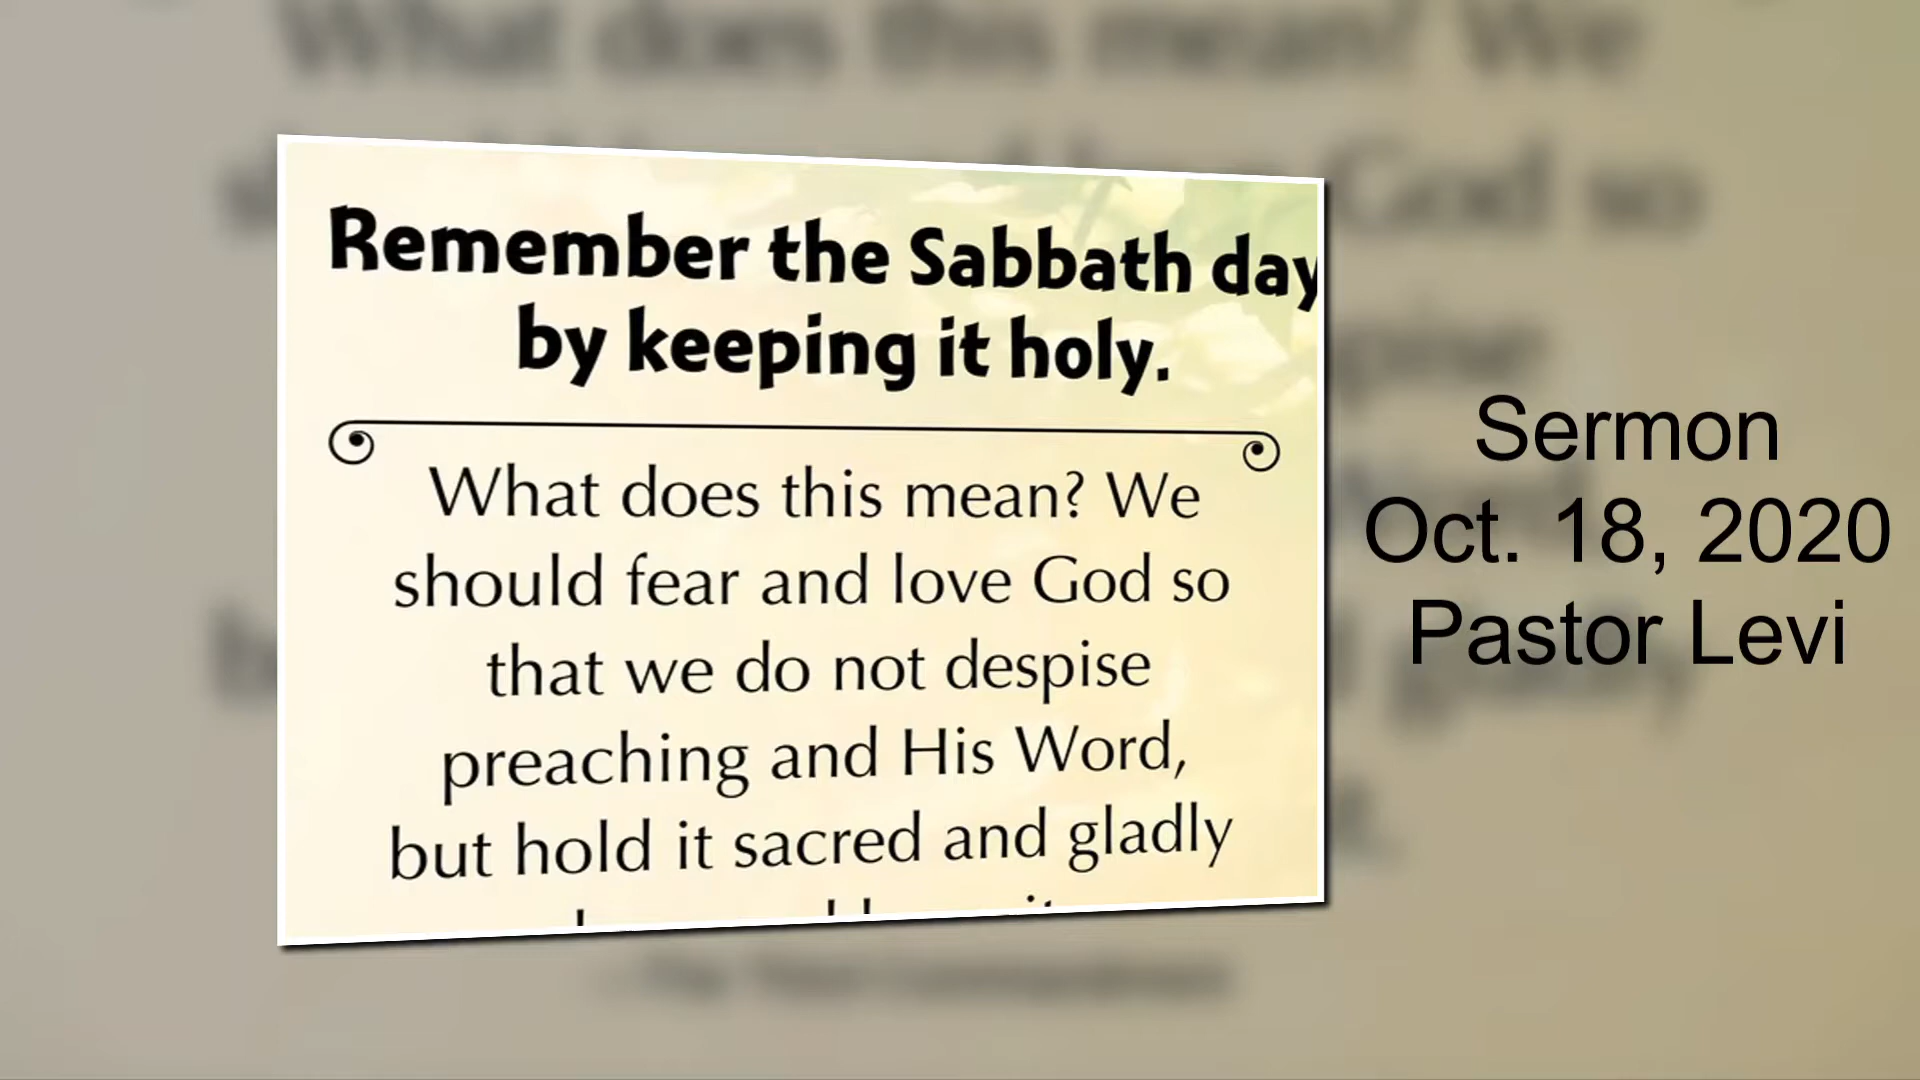 Remember the Sabbath day
by keeping it holy.
What does this mean? We
should fear and love God so
that we do not despise
preaching and His Word,
but hold it sacred and gladly
Sermon
Oct. 18, 2020
Pastor Levi